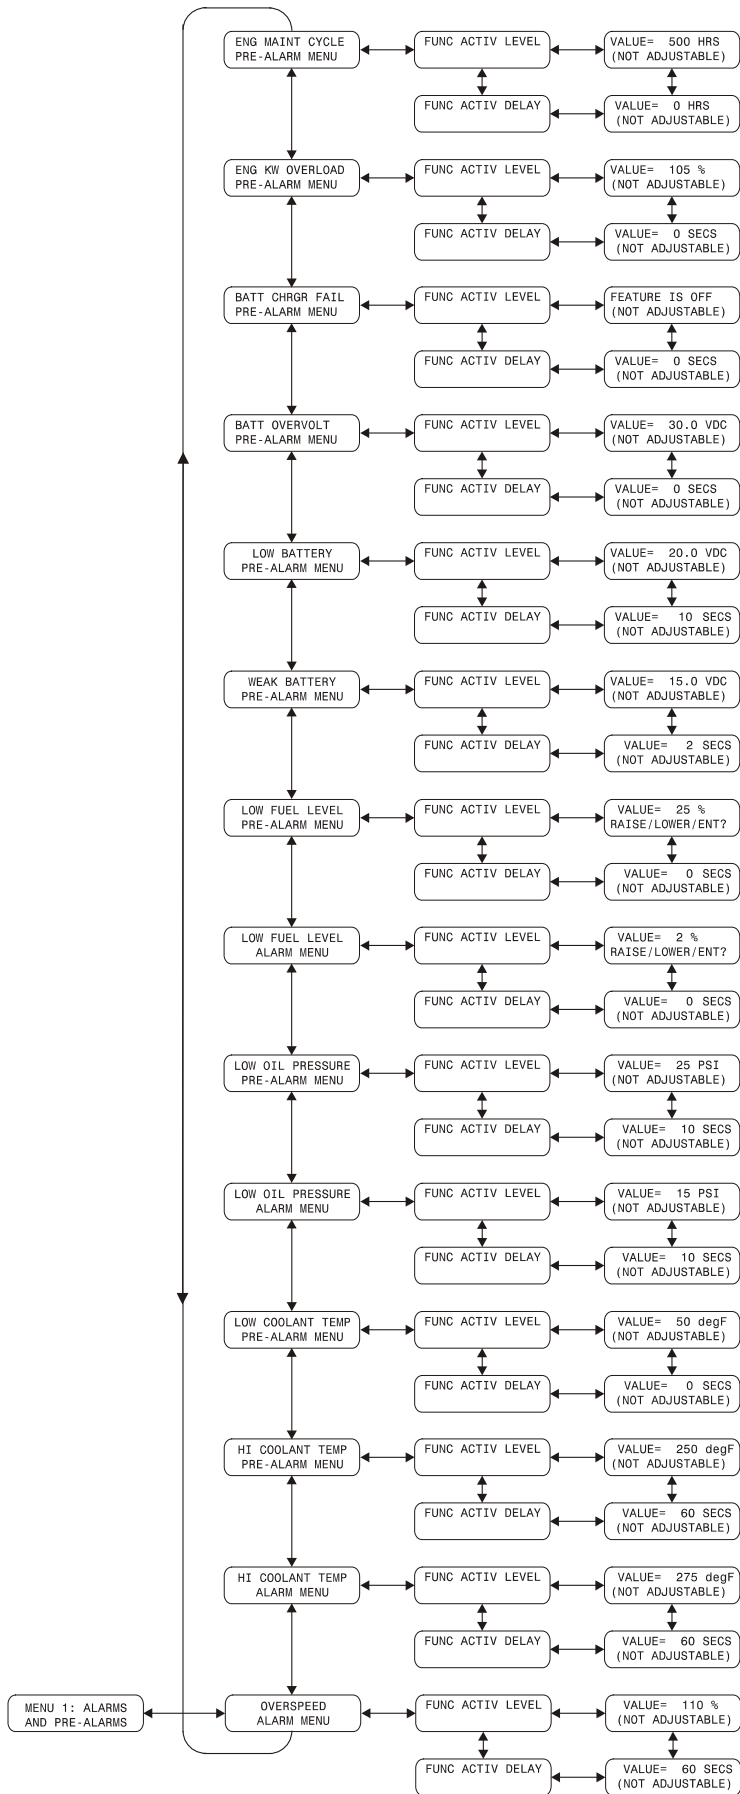 ENG MAINT CYCLE
PRE-ALARM MENU
FUNC ACTIV LEVEL
VALUE= 500 HRS
(NOT ADJUSTABLE)
FUNC ACTIV DELAY
VALUE= 0 HRS
(NOT ADJUSTABLE)
ENG KW OVERLOAD
PRE-ALARM MENU
FUNC ACTIV LEVEL
VALUE= 105 %
(NOT ADJUSTABLE)
FUNC ACTIV DELAY
VALUE= 0 SECS
(NOT ADJUSTABLE)
BATT CHRGR FAIL
PRE-ALARM MENU
FUNC ACTIV LEVEL
FEATURE IS OFF
(NOT ADJUSTABLE)
FUNC ACTIV DELAY
VALUE= 0 SECS
(NOT ADJUSTABLE)
BATT OVERVOLT
PRE-ALARM MENU
FUNC ACTIV LEVEL
VALUE= 30.0 VDC
(NOT ADJUSTABLE)
FUNC ACTIV DELAY
VALUE= 0 SECS
(NOT ADJUSTABLE)
LOW BATTERY
PRE-ALARM MENU
FUNC ACTIV LEVEL
VALUE= 20.0 VDC
(NOT ADJUSTABLE)
FUNC ACTIV DELAY
VALUE= 10 SECS
(NOT ADJUSTABLE)
WEAK BATTERY
PRE-ALARM MENU
FUNC ACTIV LEVEL
VALUE= 15.0 VDC
(NOT ADJUSTABLE)
FUNC ACTIV DELAY
VALUE= 2 SECS
(NOT ADJUSTABLE)
LOW FUEL LEVEL
PRE-ALARM MENU
FUNC ACTIV LEVEL
VALUE= 25 %
RAISE/LOWER/ENT?
FUNC ACTIV DELAY
VALUE= 0 SECS
(NOT ADJUSTABLE)
LOW FUEL LEVEL
ALARM MENU
FUNC ACTIV LEVEL
VALUE= 2 %
RAISE/LOWER/ENT?
FUNC ACTIV DELAY
VALUE= 0 SECS
(NOT ADJUSTABLE)
LOW OIL PRESSURE
PRE-ALARM MENU
FUNC ACTIV LEVEL
VALUE= 25 PSI
(NOT ADJUSTABLE)
FUNC ACTIV DELAY
VALUE= 10 SECS
(NOT ADJUSTABLE)
LOW OIL PRESSURE
ALARM MENU
FUNC ACTIV LEVEL
VALUE= 15 PSI
(NOT ADJUSTABLE)
FUNC ACTIV DELAY
VALUE= 10 SECS
(NOT ADJUSTABLE)
LOW COOLANT TEMP
PRE-ALARM MENU
FUNC ACTIV LEVEL
VALUE= 50 degF
(NOT ADJUSTABLE)
FUNC ACTIV DELAY
VALUE= 0 SECS
(NOT ADJUSTABLE)
HI COOLANT TEMP
PRE-ALARM MENU
FUNC ACTIV LEVEL
VALUE= 250 degF
(NOT ADJUSTABLE)
FUNC ACTIV DELAY
VALUE= 60 SECS
(NOT ADJUSTABLE)
HI COOLANT TEMP
ALARM MENU
FUNC ACTIV LEVEL
VALUE= 275 degF
(NOT ADJUSTABLE)
FUNC ACTIV DELAY
VALUE= 60 SECS
(NOT ADJUSTABLE)
MENU 1: ALARMS
AND PRE-ALARMS
OVERSPEED
ALARM MENU
FUNC ACTIV LEVEL
VALUE= 110 %
(NOT ADJUSTABLE)
FUNC ACTIV DELAY
VALUE= 60 SECS
(NOT ADJUSTABLE)